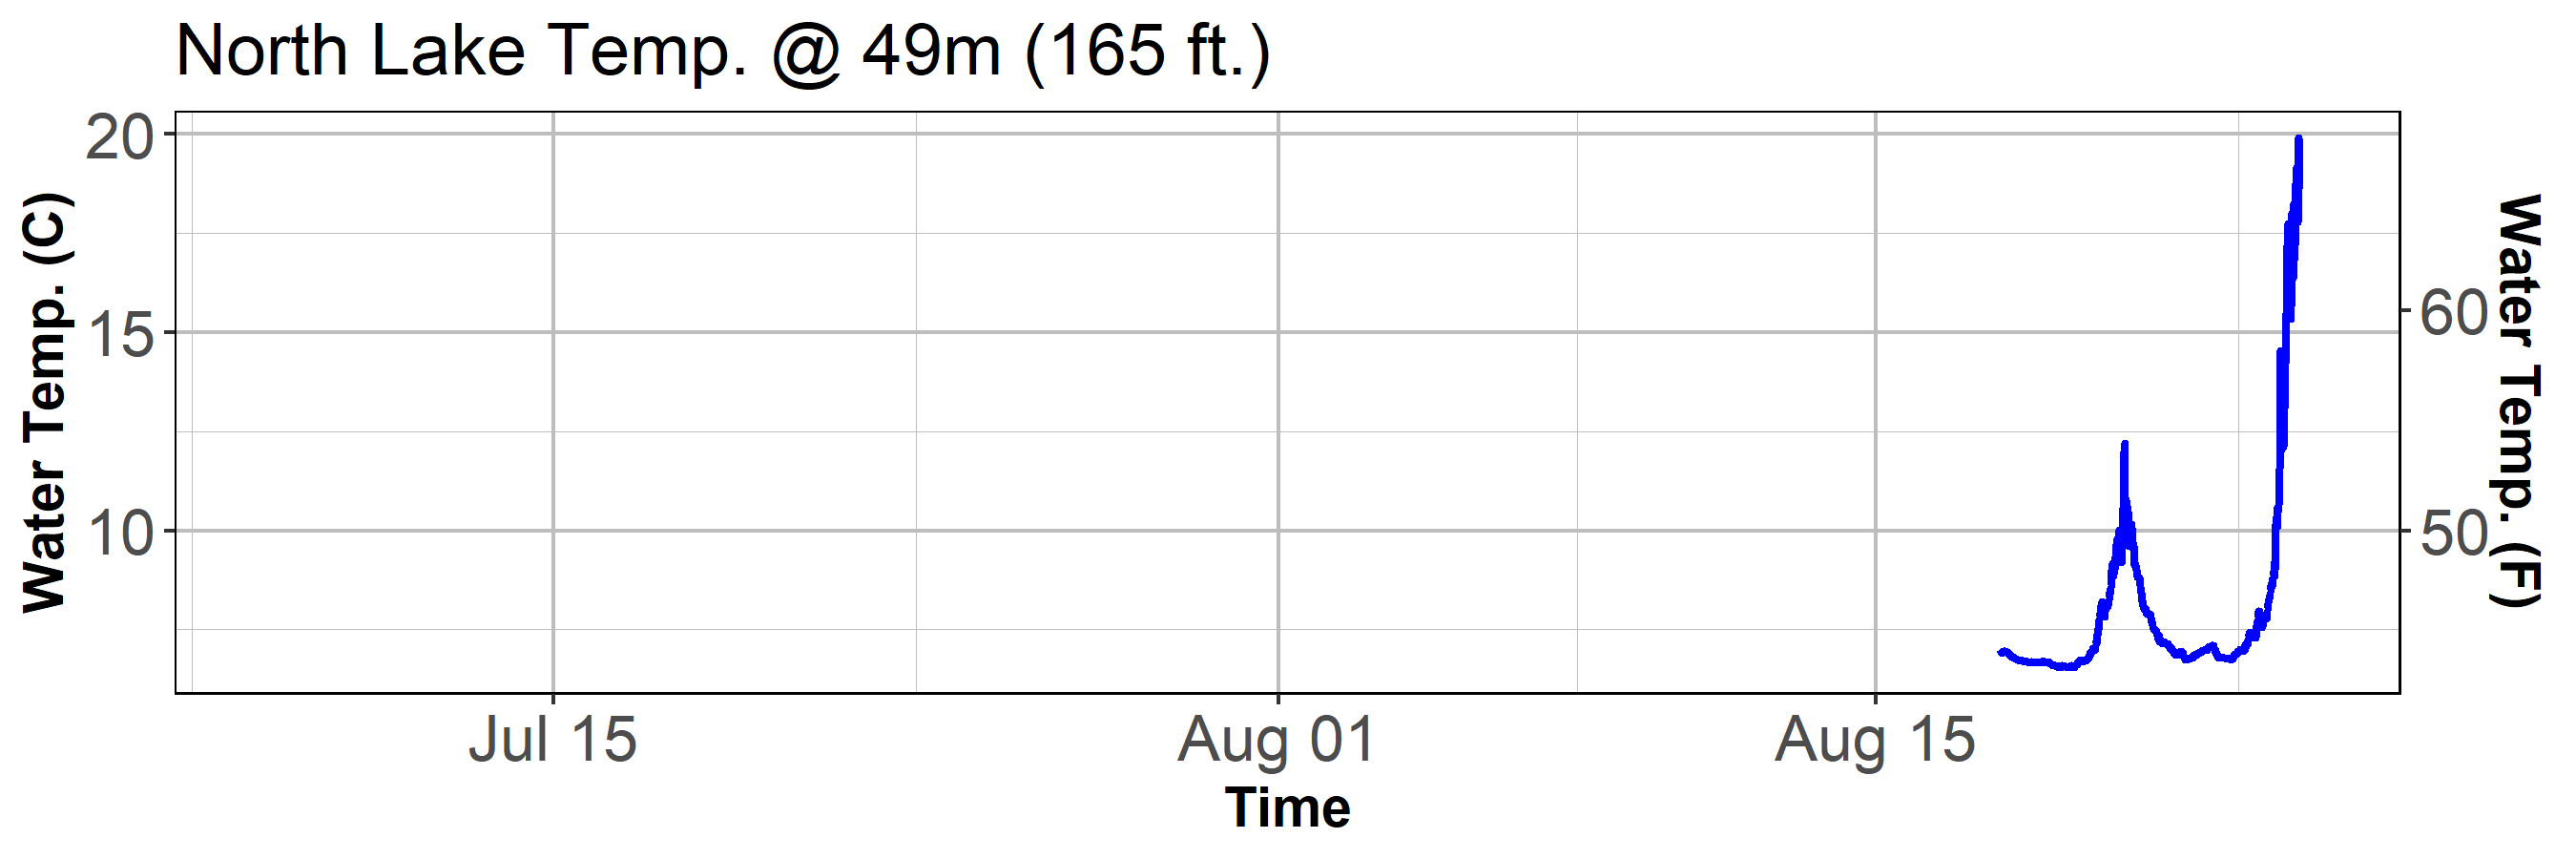 North Lake Temp. @ 49m (165 ft.)
Water Temp. (C)
20
15
10
60
50
Water Temp. (F)
Jul 15
Aug 01
Aug 15
Time